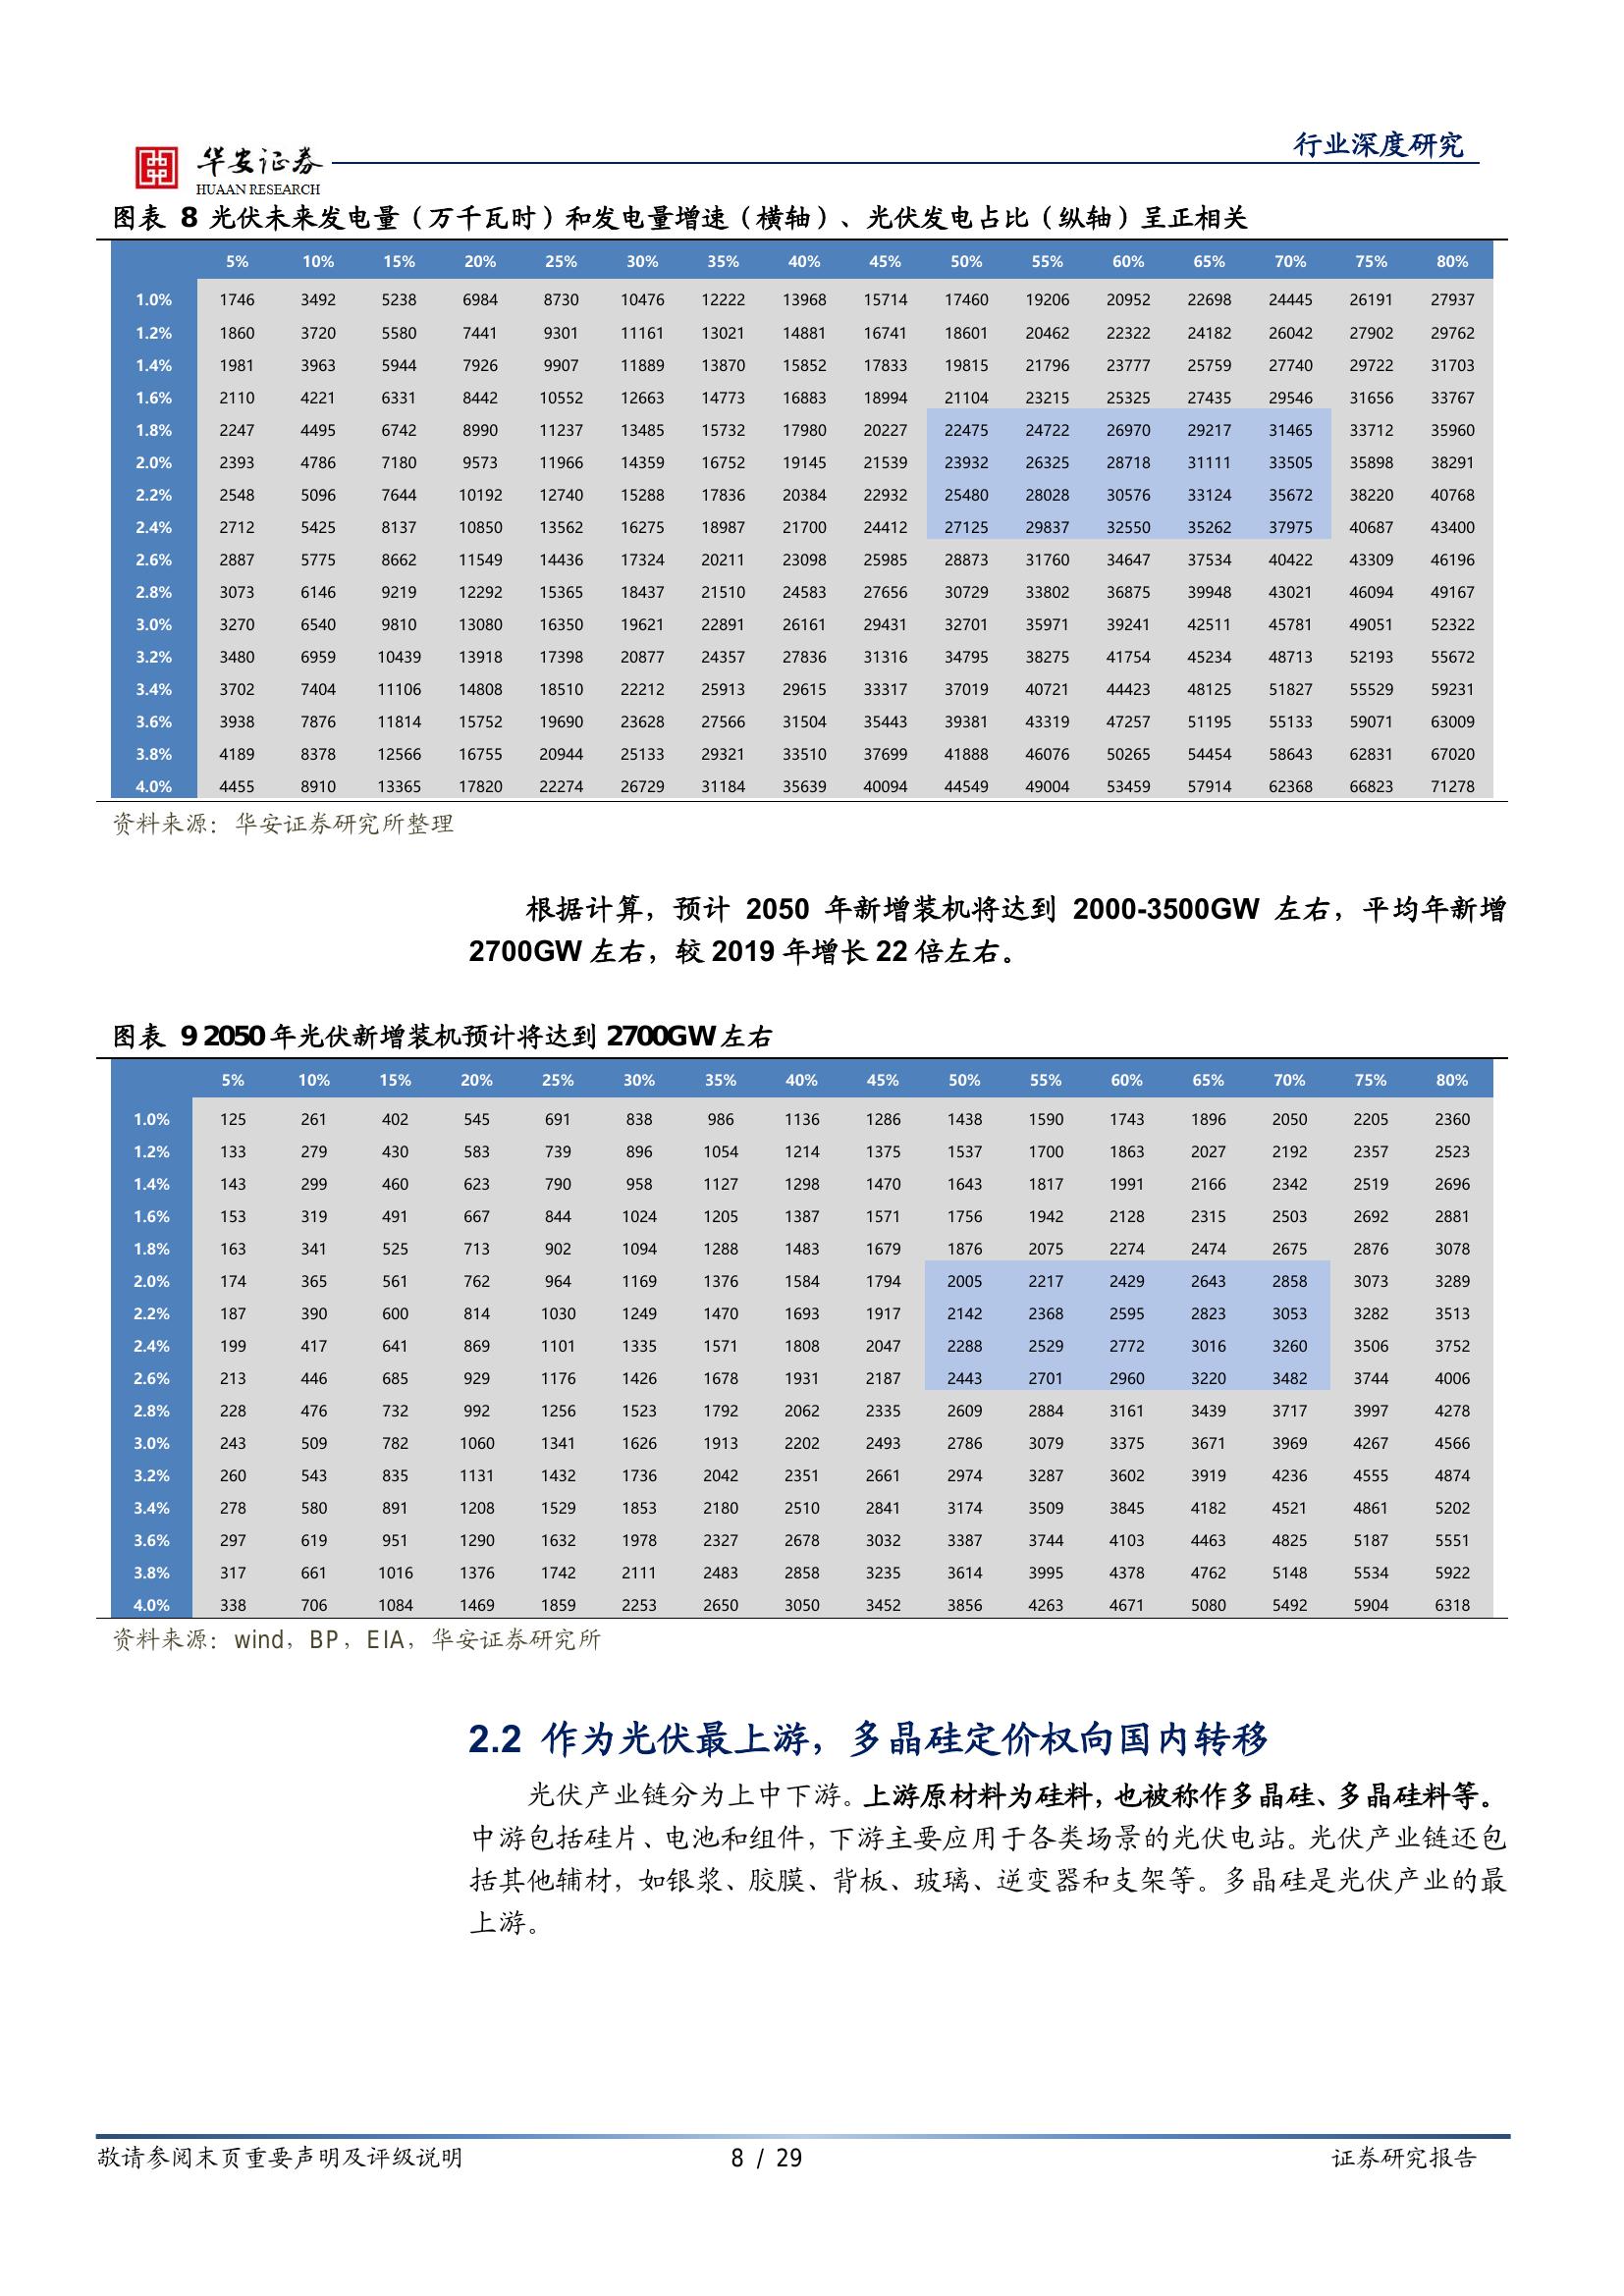 行业深度研究
华安证券
HUAAN RESEARCH
图表 8 光伏未来发电量（万千瓦时）和发电量增速（横轴）、光伏发电占比（纵轴）呈正相关
5% 10% 15% 20% 25% 30% 35% 40% 45% 50% 55% 60% 65% 70% 75% 80%
1.0% 1746 3492 5238 6984 8730 10476 12222 13968 15714 17460 19206 20952 22698 24445 26191 27937
1.2% 1860 3720 5580 7441 9301 11161 13021 14881 16741 18601 20462 22322 24182 26042 27902 29762
1.4% 1981 3963 5944 7926 9907 11889 13870 15852 17833 19815 21796 23777 25759 27740 29722 31703
1.6% 2110 4221 6331 8442 10552 12663 14773 16883 18994 21104 23215 25325 27435 29546 31656 33767
1.8% 2247 4495 6742 8990 11237 13485 15732 17980 20227 22475 24722 26970 29217 31465 33712 35960
2.0% 2393 4786 7180 9573 11966 14359 16752 19145 21539 23932 26325 28718 31111 33505 35898 38291
2.2% 2548 5096 7644 10192 12740 15288 17836 20384 22932 25480 28028 30576 33124 35672 38220 40768
2.4% 2712 5425 8137 10850 13562 16275 18987 21700 24412 27125 29837 32550 35262 37975 40687 43400
2.6% 2887 5775 8662 11549 14436 17324 20211 23098 25985 28873 31760 34647 37534 40422 43309 46196
2.8% 3073 6146 9219 12292 15365 18437 21510 24583 27656 30729 33802 36875 39948 43021 46094 49167
3.0% 3270 6540 9810 13080 16350 19621 22891 26161 29431 32701 35971 39241 42511 45781 49051 52322
3.2% 3480 6959 10439 13918 17398 20877 24357 27836 31316 34795 38275 41754 45234 48713 52193 55672
3.4% 3702 7404 11106 14808 18510 22212 25913 29615 33317 37019 40721 44423 48125 51827 55529 59231
3.6% 3938 7876 11814 15752 19690 23628 27566 31504 35443 39381 43319 47257 51195 55133 59071 63009
3.8% 4189 8378 12566 16755 20944 25133 29321 33510 37699 41888 46076 50265 54454 58643 62831 67020
4.0% 4455 8910 13365 17820 22274 26729 31184 35639 40094 44549 49004 53459 57914 62368 66823 71278
资料来源：华安证券研究所整理
根据计算，预计 2050 年新增装机将达到 2000-3500GW 左右，平均年新增
2700GW 左右，较 2019 年增长 22 倍左右。
图表 9 2050 年光伏新增装机预计将达到 2700GW 左右
5% 10% 15% 20% 25% 30% 35% 40% 45% 50% 55% 60% 65% 70% 75% 80%
1.0% 125 261 402 545 691 838 986 1136 1286 1438 1590 1743 1896 2050 2205 2360
1.2% 133 279 430 583 739 896 1054 1214 1375 1537 1700 1863 2027 2192 2357 2523
1.4% 143 299 460 623 790 958 1127 1298 1470 1643 1817 1991 2166 2342 2519 2696
1.6% 153 319 491 667 844 1024 1205 1387 1571 1756 1942 2128 2315 2503 2692 2881
1.8% 163 341 525 713 902 1094 1288 1483 1679 1876 2075 2274 2474 2675 2876 3078
2.0% 174 365 561 762 964 1169 1376 1584 1794 2005 2217 2429 2643 2858 3073 3289
2.2% 187 390 600 814 1030 1249 1470 1693 1917 2142 2368 2595 2823 3053 3282 3513
2.4% 199 417 641 869 1101 1335 1571 1808 2047 2288 2529 2772 3016 3260 3506 3752
2.6% 213 446 685 929 1176 1426 1678 1931 2187 2443 2701 2960 3220 3482 3744 4006
2.8% 228 476 732 992 1256 1523 1792 2062 2335 2609 2884 3161 3439 3717 3997 4278
3.0% 243 509 782 1060 1341 1626 1913 2202 2493 2786 3079 3375 3671 3969 4267 4566
3.2% 260 543 835 1131 1432 1736 2042 2351 2661 2974 3287 3602 3919 4236 4555 4874
3.4% 278 580 891 1208 1529 1853 2180 2510 2841 3174 3509 3845 4182 4521 4861 5202
3.6% 297 619 951 1290 1632 1978 2327 2678 3032 3387 3744 4103 4463 4825 5187 5551
3.8% 317 661 1016 1376 1742 2111 2483 2858 3235 3614 3995 4378 4762 5148 5534 5922
4.0% 338 706 1084 1469 1859 2253 2650 3050 3452 3856 4263 4671 5080 5492 5904 6318
资料来源：wind，BP，EIA，华安证券研究所
2.2 作为光伏最上游，多晶硅定价权向国内转移
光伏产业链分为上中下游。上游原材料为硅料，也被称作多晶硅、多晶硅料等。
中游包括硅片、电池和组件，下游主要应用于各类场景的光伏电站。光伏产业链还包
括其他辅材，如银浆、胶膜、背板、玻璃、逆变器和支架等。多晶硅是光伏产业的最
上游。
敬请参阅末页重要声明及评级说明 8 / 29 证券研究报告